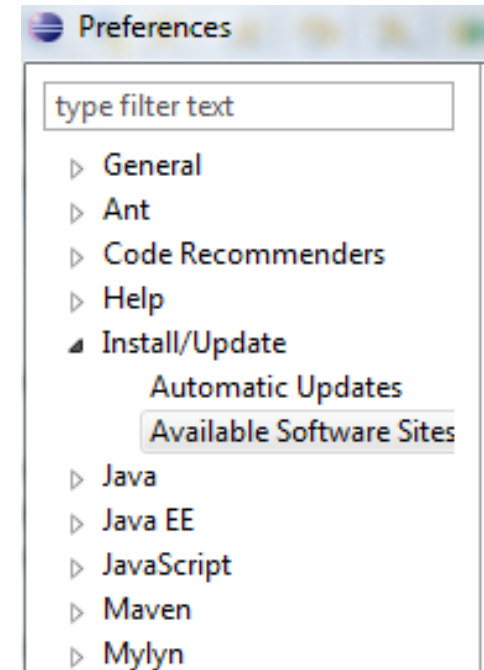 Preferences
type filter text
General
Ant
Code Recommenders
Help
Install/Update
Automatic Updates
Available Software Sites
Java
Java EE
JavaScript
Maven
Mylyn